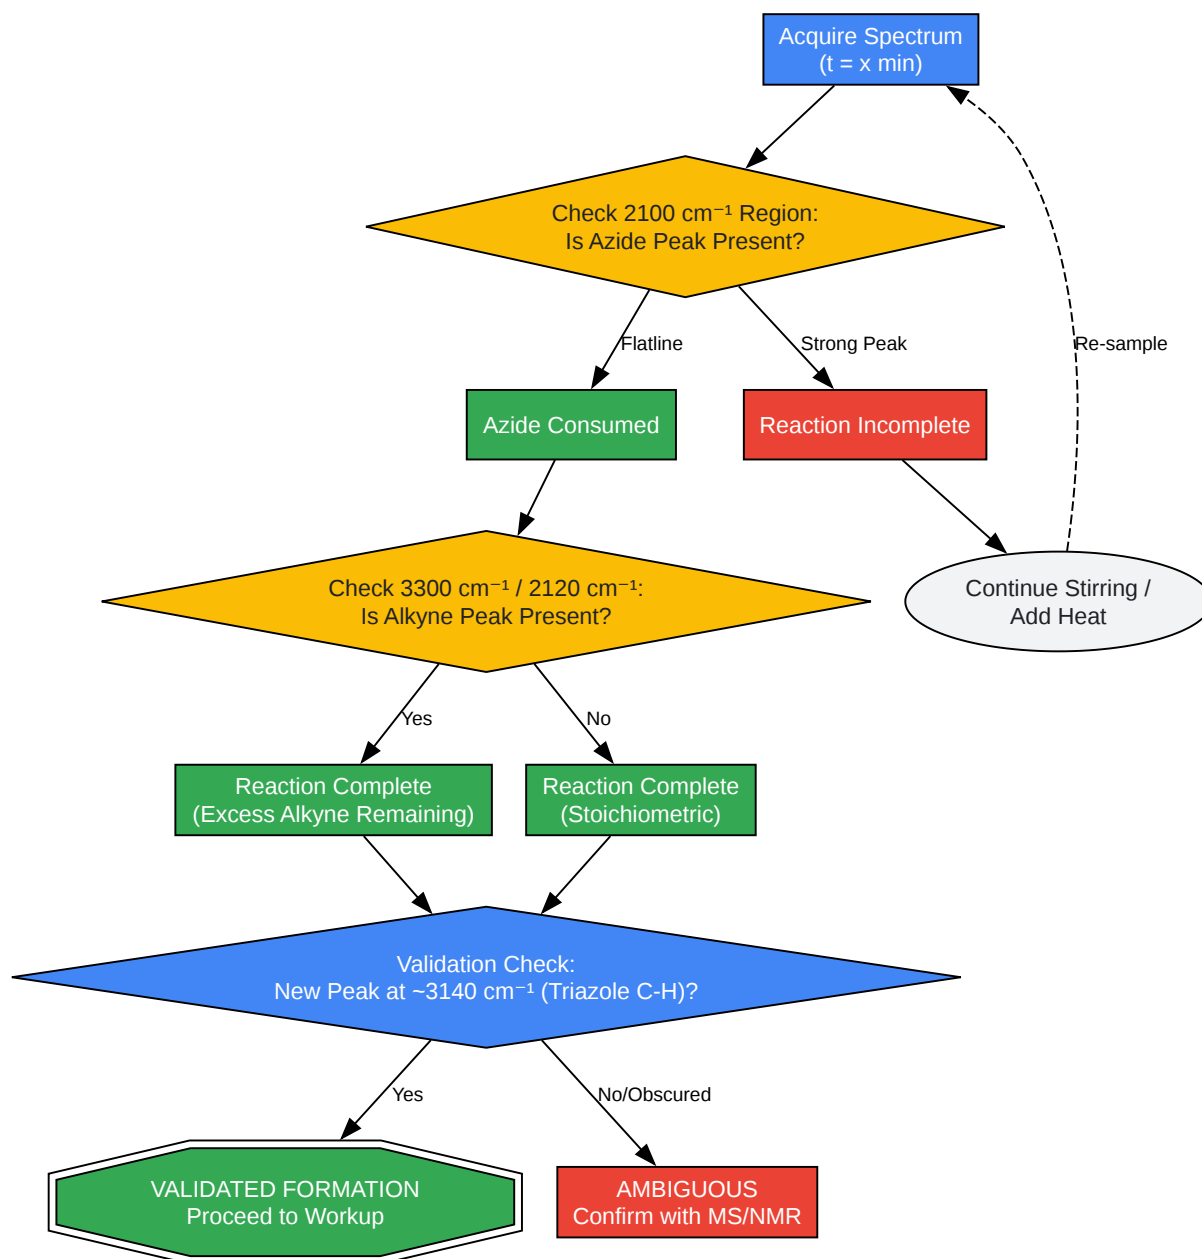 Acquire Spectrum
(t = x min)
Check 2100 cm⁻¹ Region:
Is Azide Peak Present?
Flatline
Strong Peak
Re-sample
Azide Consumed
Reaction Incomplete
Check 3300 cm⁻¹ / 2120 cm⁻¹:
Is Alkyne Peak Present?
Continue Stirring /
Add Heat
Yes
No
Reaction Complete
(Excess Alkyne Remaining)
Reaction Complete
(Stoichiometric)
Validation Check:
New Peak at ~3140 cm⁻¹ (Triazole C-H)?
Yes
No/Obscured
VALIDATED FORMATION
Proceed to Workup
AMBIGUOUS
Confirm with MS/NMR